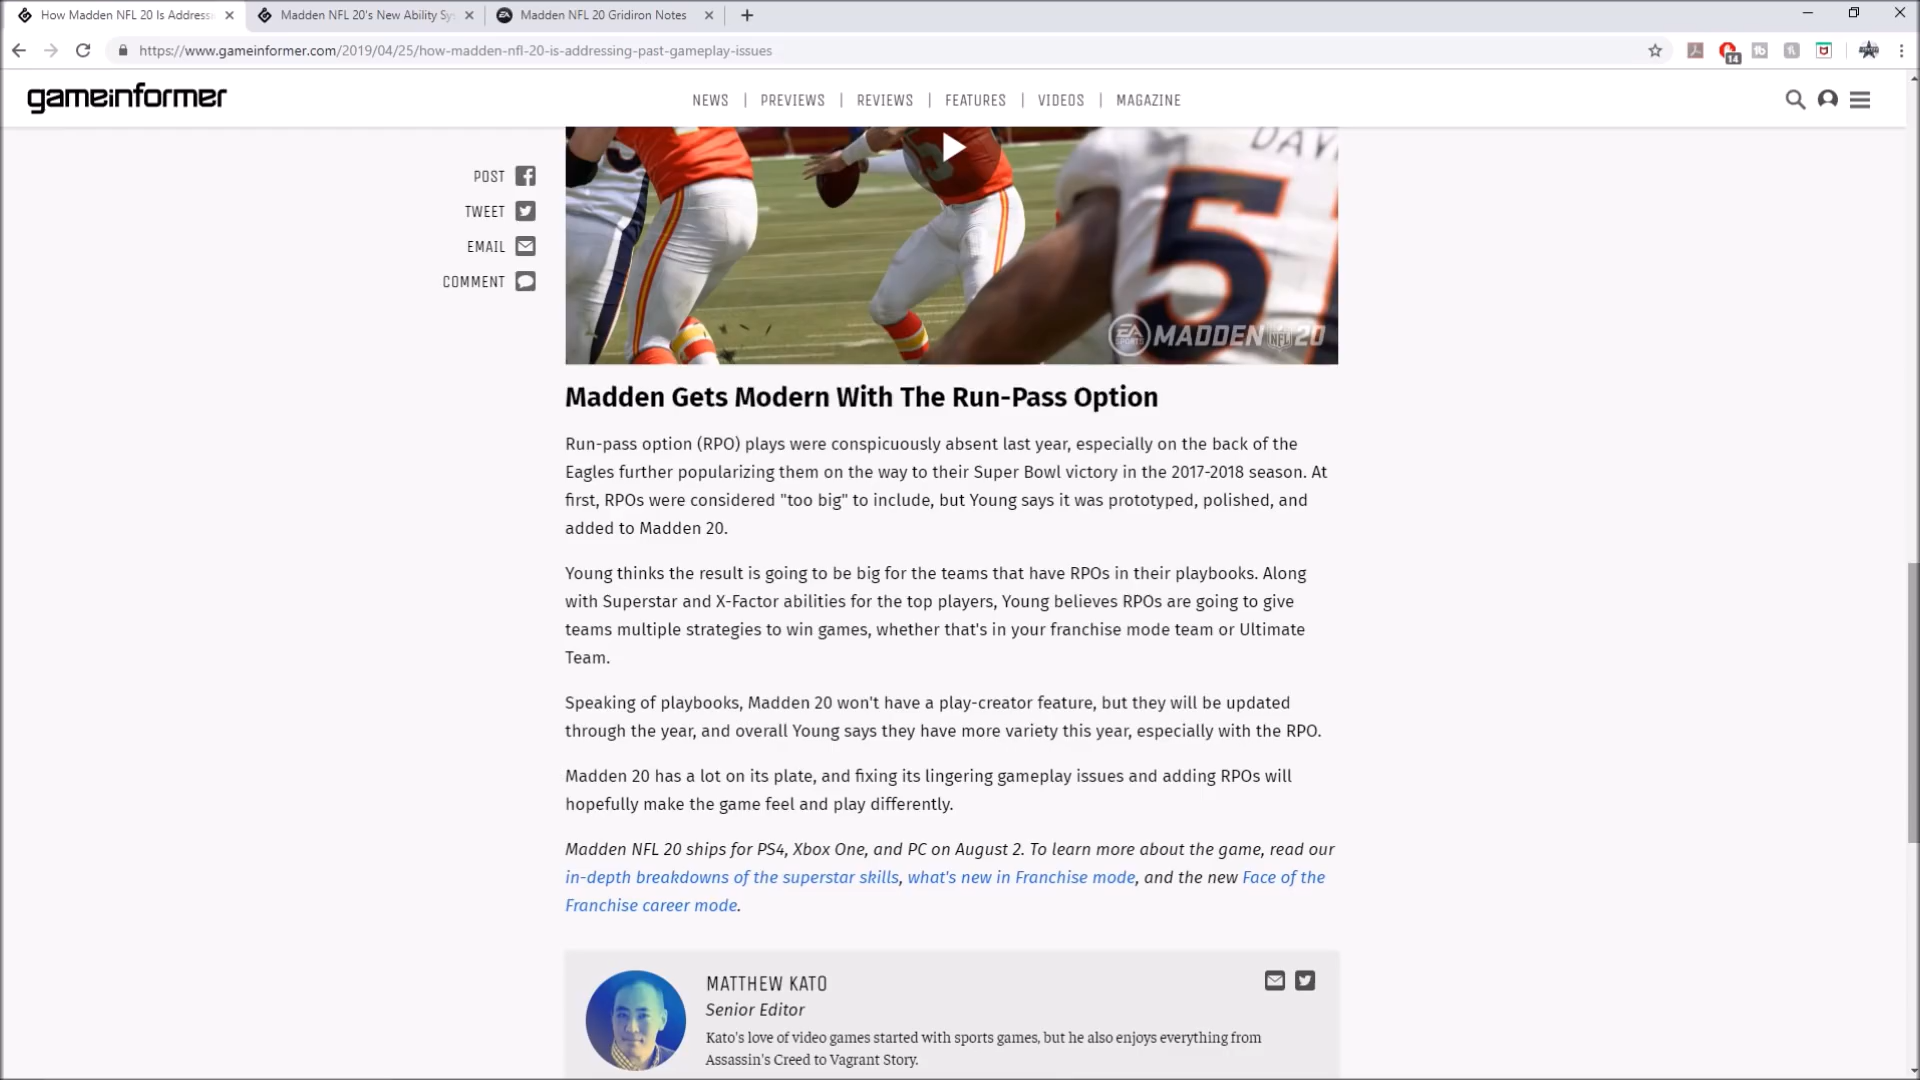 How Madden NFL 20 Is Address
Madden NFL 20's New Ability Sy
Madden NFL 20 Gridiron Notes
https://www.gameinformer.com/2019/04/25/how-madden-nfl-20-is-addressing-past-gameplay-issues
14
gameinformer
NEWS | PREVIEWS | REVIEWS | FEATURES | VIDEOS | MAGAZINE
POST
TWEET
EMAIL
COMMENT
5
EA SPORTS MADDEN NFL 20
Madden Gets Modern With The Run-Pass Option
Run-pass option (RPO) plays were conspicuously absent last year, especially on the back of the
Eagles further popularizing them on the way to their Super Bowl victory in the 2017-2018 season. At
first, RPOs were considered "too big" to include, but Young says it was prototyped, polished, and
added to Madden 20.
Young thinks the result is going to be big for the teams that have RPOs in their playbooks. Along
with Superstar and X-Factor abilities for the top players, Young believes RPOs are going to give
teams multiple strategies to win games, whether that's in your franchise mode team or Ultimate
Team.
Speaking of playbooks, Madden 20 won't have a play-creator feature, but they will be updated
through the year, and overall Young says they have more variety this year, especially with the RPO.
Madden 20 has a lot on its plate, and fixing its lingering gameplay issues and adding RPOs will
hopefully make the game feel and play differently.
Madden NFL 20 ships for PS4, Xbox One, and PC on August 2. To learn more about the game, read our
in-depth breakdowns of the superstar skills, what's new in Franchise mode, and the new Face of the
Franchise career mode.
MATTHEW KATO
Senior Editor
Kato's love of video games started with sports games, but he also enjoys everything from
Assassin's Creed to Vagrant Story.